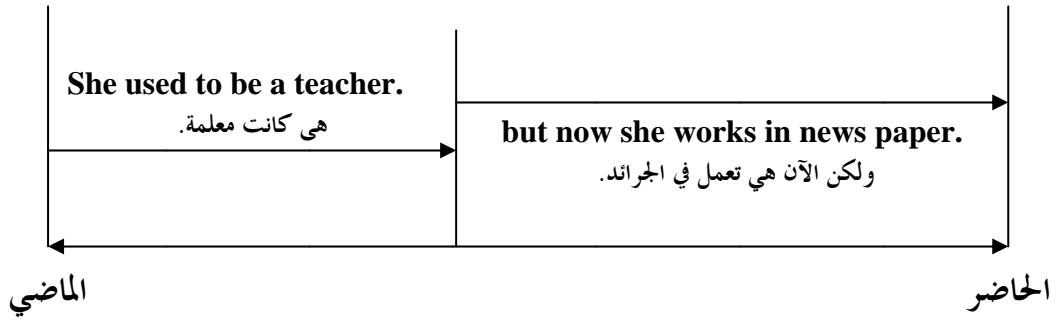 She used to be a teacher.
هى كانت معلمة.
but now she works in news paper.
ولكن الآن هي تعمل في الجرائد.
الماضي
الحاضر